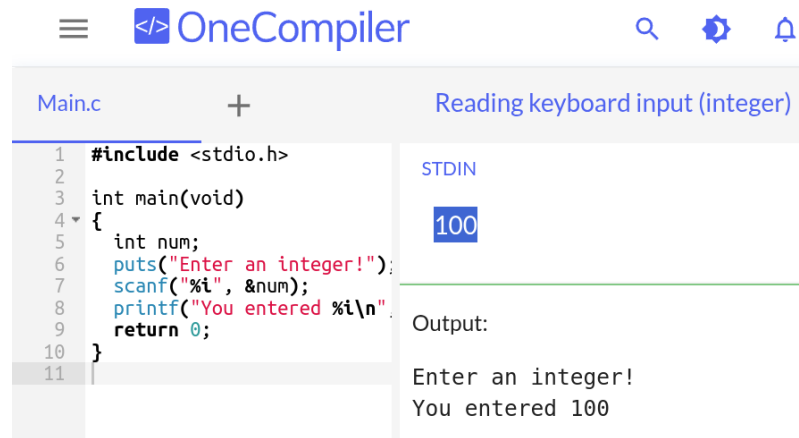 </> OneCompiler
Main.c + Reading keyboard input (integer)
1 #include <stdio.h>
2
3 int main(void)
4 {
5 int num;
6 puts("Enter an integer!");
7 scanf("%i", &num);
8 printf("You entered %i\n",
9 return 0;
10 }
11
STDIN
100
Output:
Enter an integer!
You entered 100